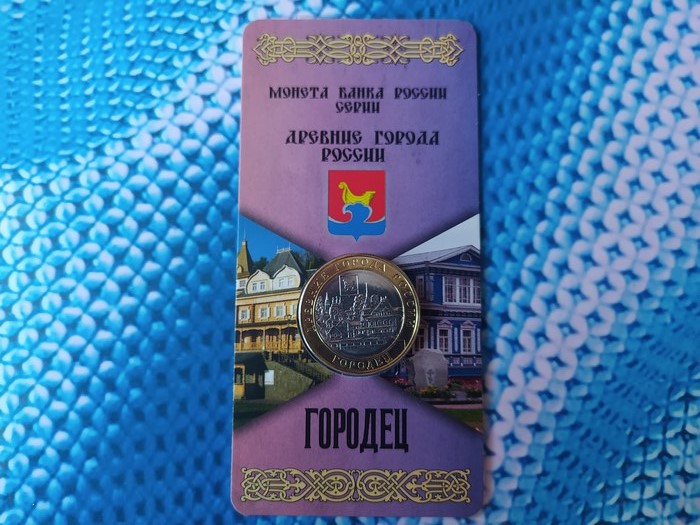 МОНЕТА БАНКА РОССИИ
СЕРИИ
ДРЕВНИЕ ГОРОДА
РОССИИ
ДРЕВНИЕ ГОРОДА РОССИИ
ГОРОДЕЦ
ГОРОДЕЦ